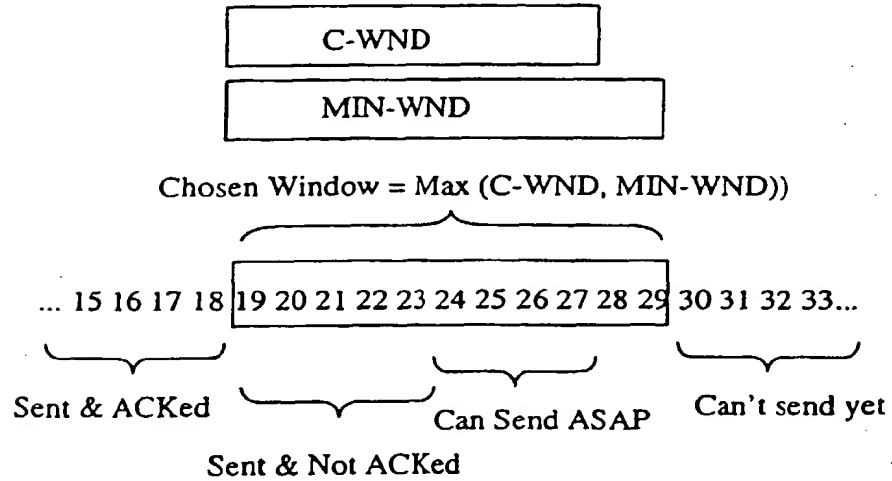 C-WND
MIN-WND
Chosen Window = Max (C-WND, MIN-WND))
... 15 16 17 18 19 20 21 22 23 24 25 26 27 28 29 30 31 32 33...
Sent & ACKed
Can Send ASAP
Can't send yet
Sent & Not ACKed